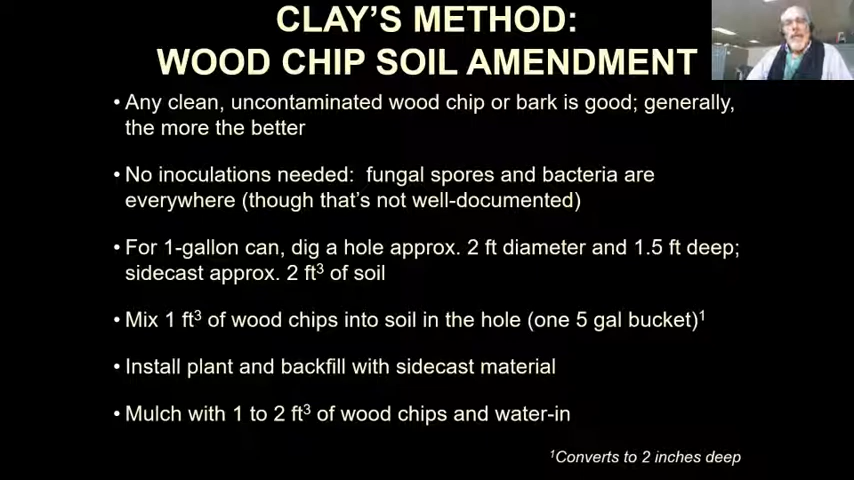 CLAY'S METHOD:
WOOD CHIP SOIL AMENDMENT
• Any clean, uncontaminated wood chip or bark is good; generally,
the more the better
• No inoculations needed:  fungal spores and bacteria are
everywhere (though that's not well-documented)
• For 1-gallon can, dig a hole approx. 2 ft diameter and 1.5 ft deep;
sidecast approx. 2 ft³ of soil
• Mix 1 ft³ of wood chips into soil in the hole (one 5 gal bucket)¹
• Install plant and backfill with sidecast material
• Mulch with 1 to 2 ft³ of wood chips and water-in
¹Converts to 2 inches deep